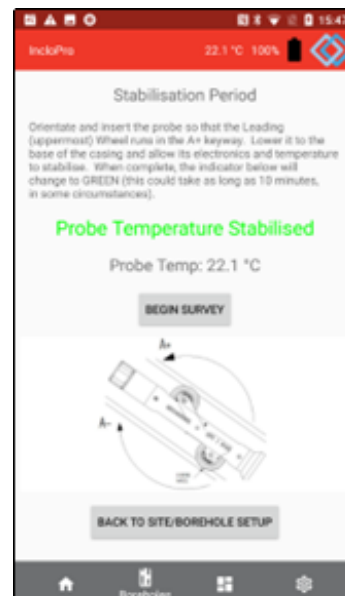 15:47
IncloPro
22.1 °C 100%
Stabilisation Period
Orientate and insert the probe so that the Leading
(uppermost) Wheel runs in the A+ keyway. Lower it to the
base of the casing and allow its electronics and temperature
to stabilise. When complete, the indicator below will
change to GREEN (this could take as long as 10 minutes,
in some circumstances).
Probe Temperature Stabilised
Probe Temp: 22.1 °C
BEGIN SURVEY
A+
A-
BACK TO SITE/BOREHOLE SETUP
Boreholes